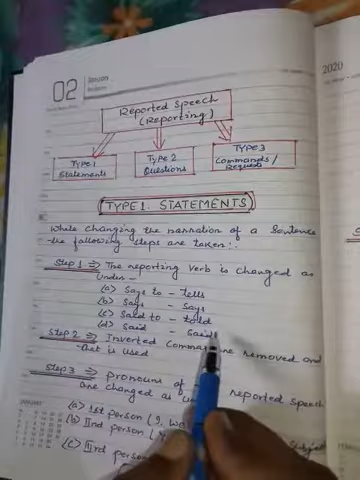 02
2020
Reported Speech
(Reporting)
TYPE 1
Statements
TYPE 2
Questions
TYPE 3
Commands/
Request
TYPE 1. STATEMENTS
While changing the narration of a Sentence
the following steps are taken:-
Step 1 ⇒ The reporting verb is changed as
under -
(a) Says to - tells
(b) Says - Says
(c) Said to - told
(d) Said - Said
Step 2 ⇒ Inverted Commas are removed and
that is used
Step 3 ⇒ Pronouns of reported speech
are changed as
(a) Ist person (I, we
(b) IInd person
(c) IIIrd person